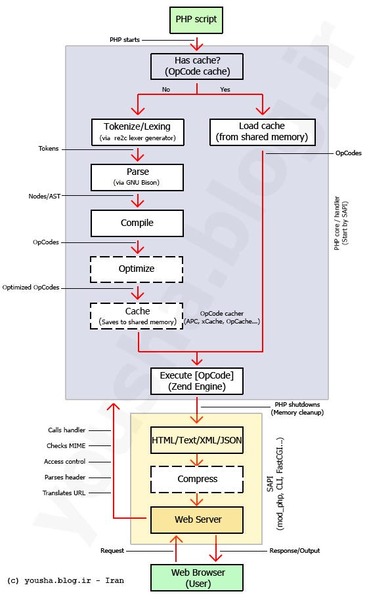 PHP script
PHP starts
Has cache?
(OpCode cache)
No
Yes
Tokenize/Lexing
(via re2c lexer generator)
Load cache
(from shared memory)
Tokens
OpCodes
Parse
(via GNU Bison)
Nodes/AST
Compile
OpCodes
Optimize
Optimized OpCodes
Cache
(Saves to shared memory)
OpCode cacher
(APC, xCache, OpCache...)
PHP core / handler
(Start by SAPI)
Execute [OpCode]
(Zend Engine)
PHP shutdowns
(Memory cleanup)
HTML/Text/XML/JSON
Compress
Web Server
SAPI
(mod_php, CLI, FastCGI...)
Calls handler
Checks MIME
Access control
Parses header
Translates URL
Request
Response/Output
Web Browser
(User)
(c) yousha.blog.ir - Iran
yousha.blog.ir